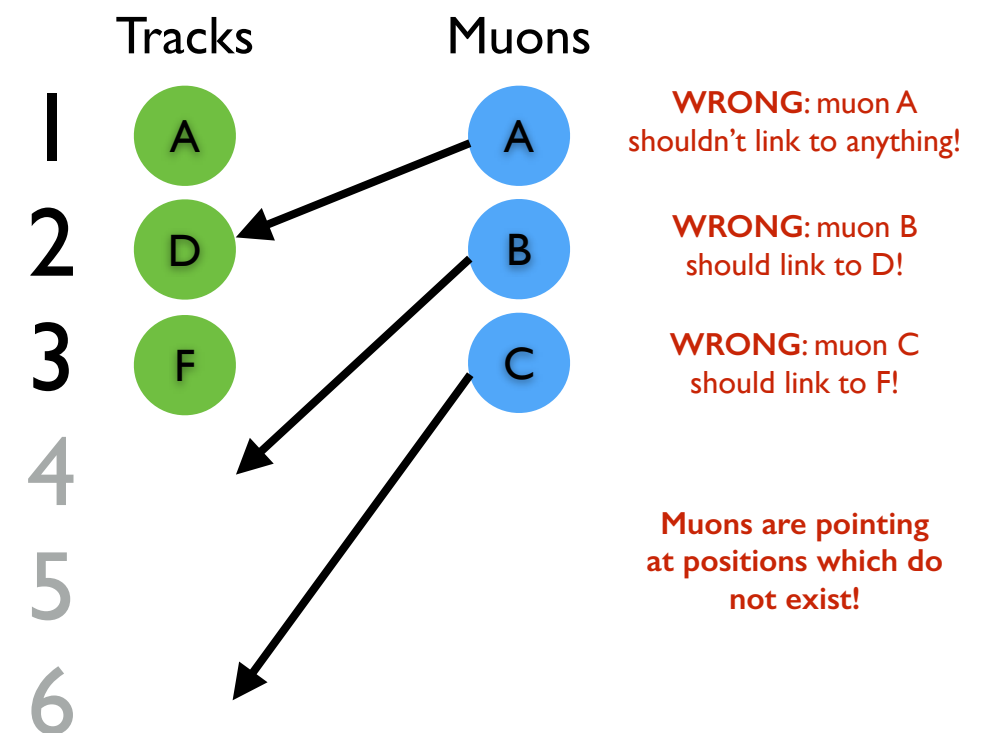 Tracks Muons
1 A A WRONG: muon A
shouldn’t link to anything!
2 D B WRONG: muon B
should link to D!
3 F C WRONG: muon C
should link to F!
4
Muons are pointing
at positions which do
5
not exist!
6